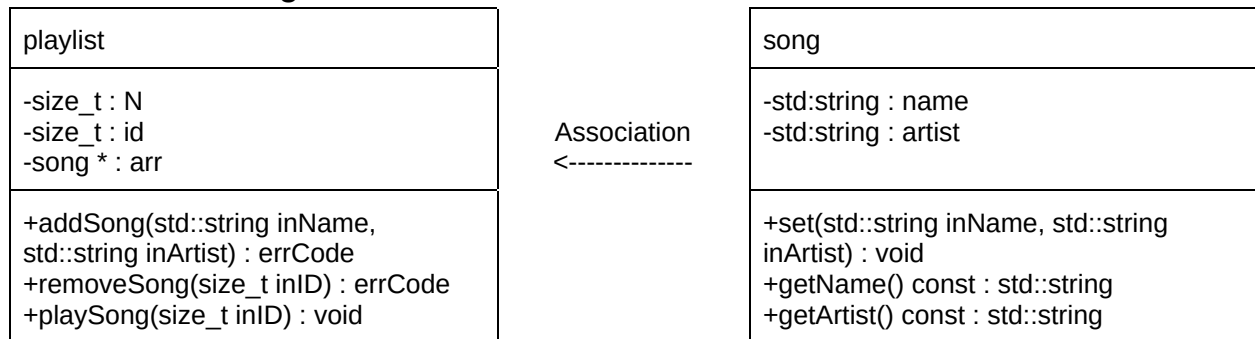 playlist
-size_t : N
-size_t : id
-song * : arr
+addSong(std::string inName,
std::string inArtist) : errCode
+removeSong(size_t inID) : errCode
+playSong(size_t inID) : void
Association
<--------------
song
-std:string : name
-std:string : artist
+set(std::string inName, std::string
inArtist) : void
+getName() const : std::string
+getArtist() const : std::string